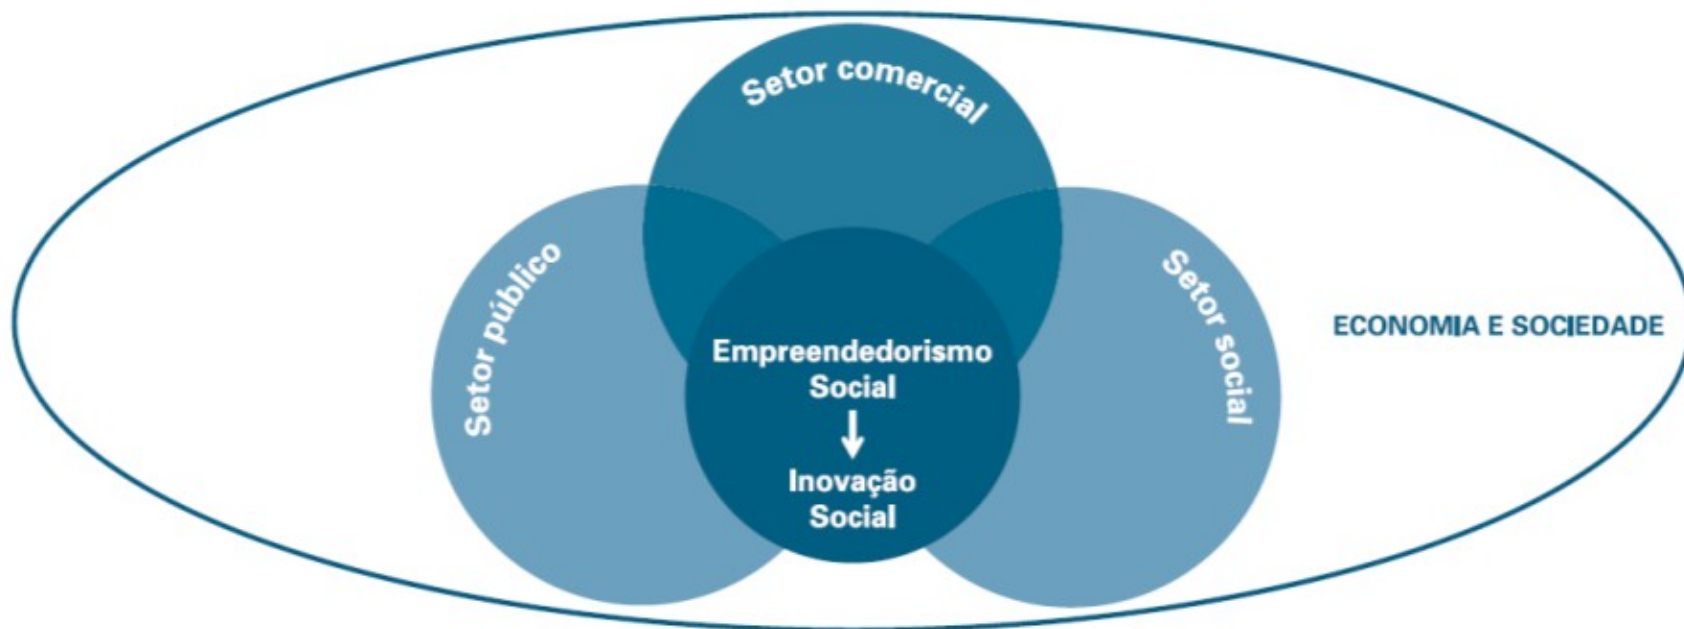 Setor comercial
Setor público
Setor social
ECONOMIA E SOCIEDADE
Empreendedorismo
Social
Inovação
Social